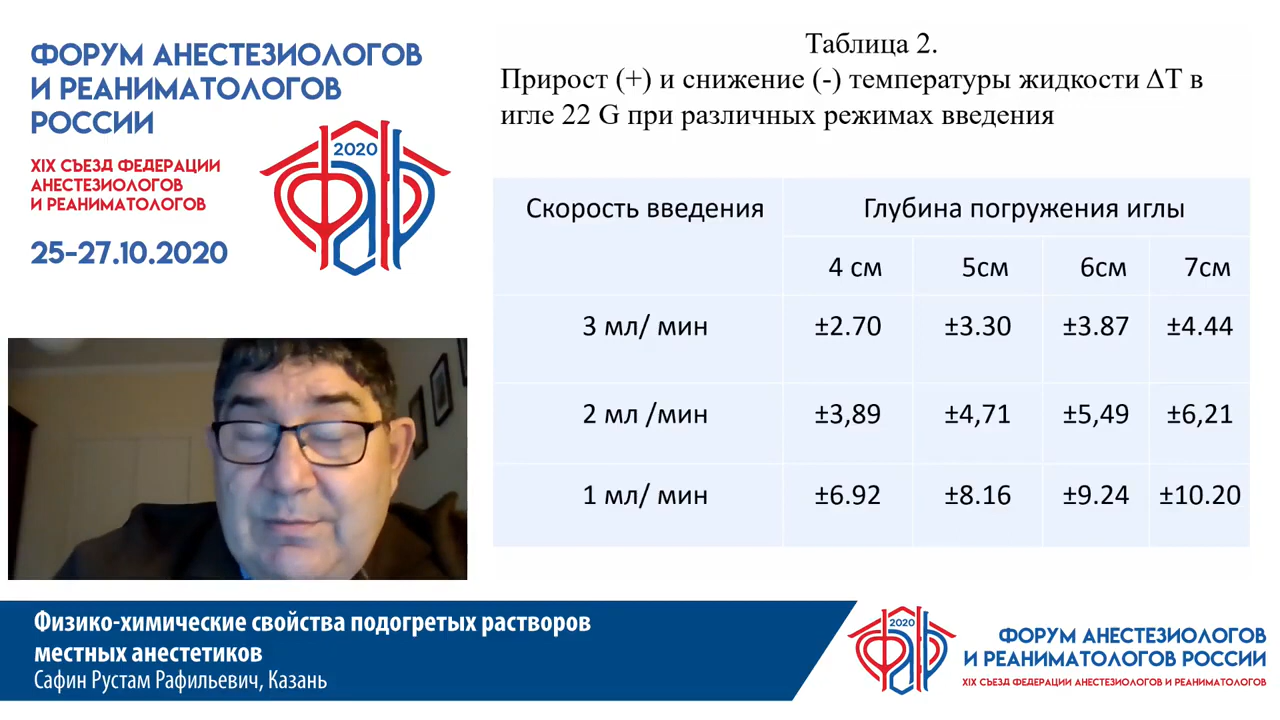 ФОРУМ АНЕСТЕЗИОЛОГОВ
И РЕАНИМАТОЛОГОВ
РОССИИ
XIX СЪЕЗД ФЕДЕРАЦИИ
АНЕСТЕЗИОЛОГОВ
И РЕАНИМАТОЛОГОВ
25-27.10.2020
2020
ФАР
Таблица 2.
Прирост (+) и снижение (-) температуры жидкости ΔТ в
игле 22 G при различных режимах введения
Скорость введения Глубина погружения иглы
4 см 5см 6см 7см
3 мл/ мин ±2.70 ±3.30 ±3.87 ±4.44
2 мл /мин ±3,89 ±4,71 ±5,49 ±6,21
1 мл/ мин ±6.92 ±8.16 ±9.24 ±10.20
Физико-химические свойства подогретых растворов
местных анестетиков
Сафин Рустам Рафильевич, Казань
2020
ФАР
ФОРУМ АНЕСТЕЗИОЛОГОВ
И РЕАНИМАТОЛОГОВ РОССИИ
XIX СЪЕЗД ФЕДЕРАЦИИ АНЕСТЕЗИОЛОГОВ И РЕАНИМАТОЛОГОВ